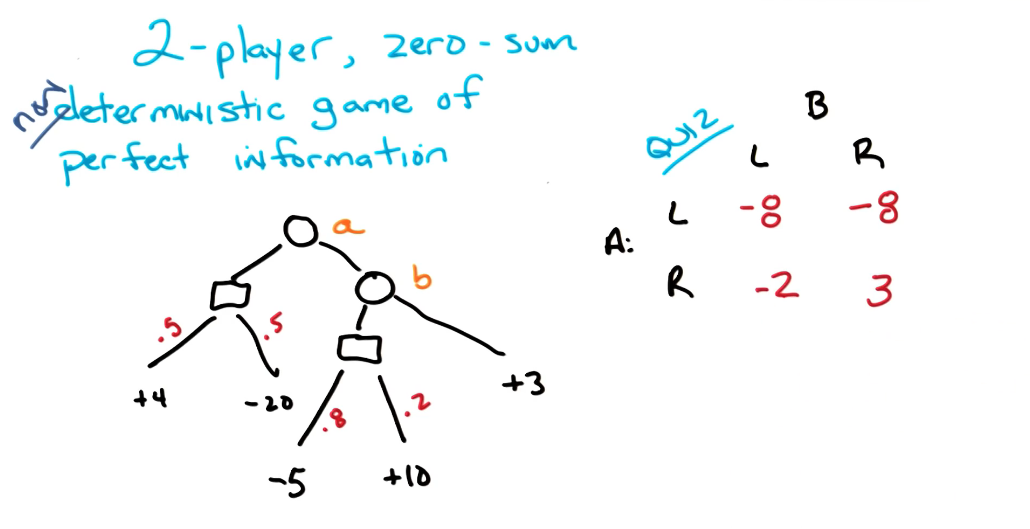 2-player, zero-sum
non deterministic game of
perfect information
QUIZ
B
L R
A: L -8 -8
R -2 3
a
b
.5 .5
+4 -20
.8 .2
+3
-5 +10